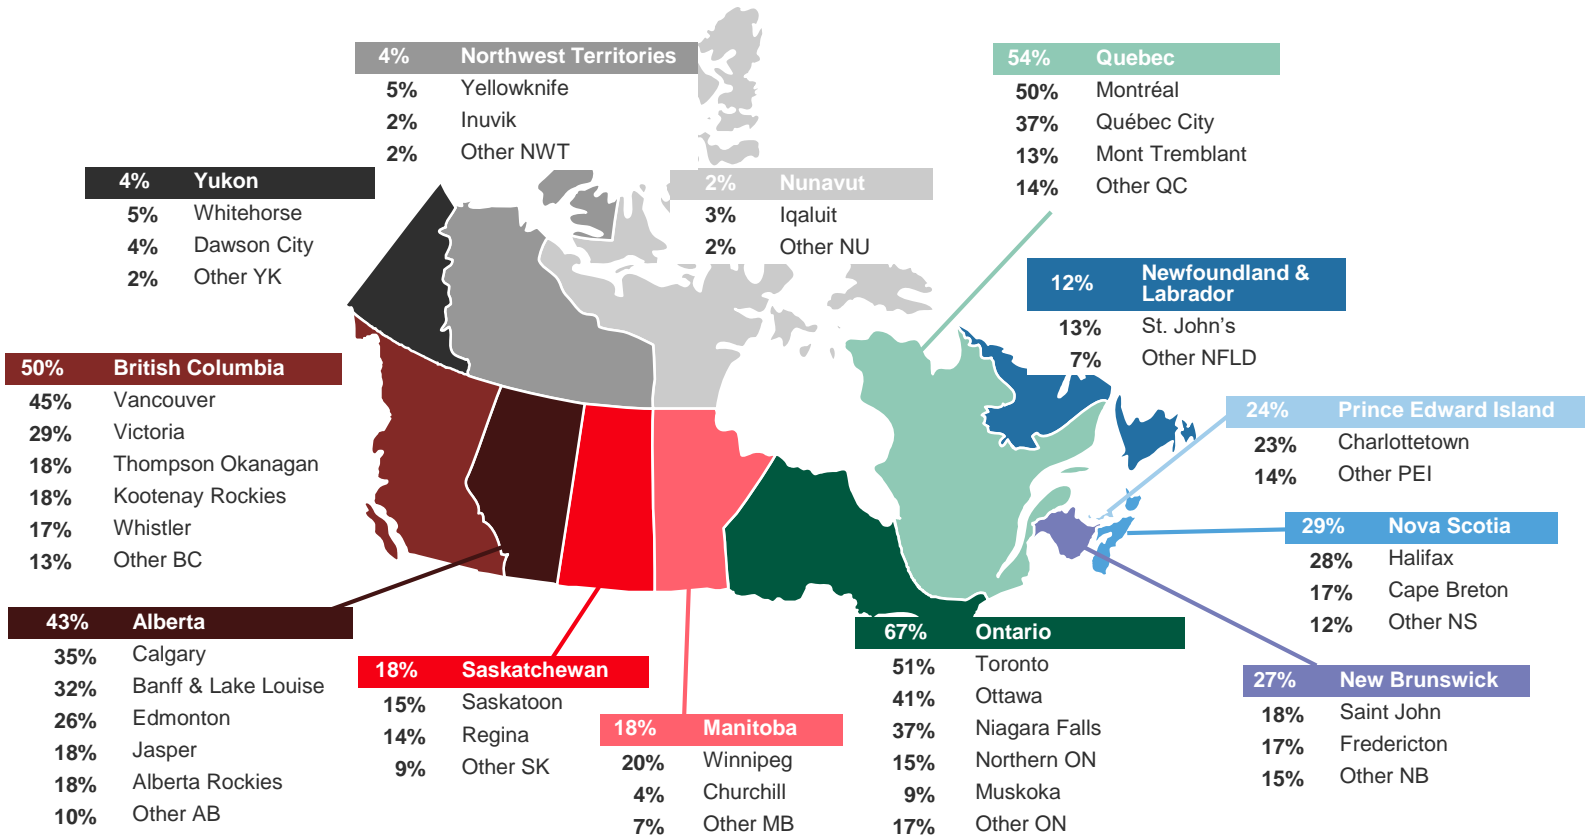 4% Northwest Territories
5% Yellowknife
2% Inuvik
2% Other NWT
54% Quebec
50% Montréal
37% Québec City
13% Mont Tremblant
14% Other QC
4% Yukon
5% Whitehorse
4% Dawson City
2% Other YK
2% Nunavut
3% Iqaluit
2% Other NU
12% Newfoundland &
Labrador
13% St. John’s
7% Other NFLD
50% British Columbia
45% Vancouver
29% Victoria
18% Thompson Okanagan
18% Kootenay Rockies
17% Whistler
13% Other BC
24% Prince Edward Island
23% Charlottetown
14% Other PEI
29% Nova Scotia
28% Halifax
17% Cape Breton
12% Other NS
43% Alberta
35% Calgary
32% Banff & Lake Louise
26% Edmonton
18% Jasper
18% Alberta Rockies
10% Other AB
18% Saskatchewan
15% Saskatoon
14% Regina
9% Other SK
18% Manitoba
20% Winnipeg
4% Churchill
7% Other MB
67% Ontario
51% Toronto
41% Ottawa
37% Niagara Falls
15% Northern ON
9% Muskoka
17% Other ON
27% New Brunswick
18% Saint John
17% Fredericton
15% Other NB